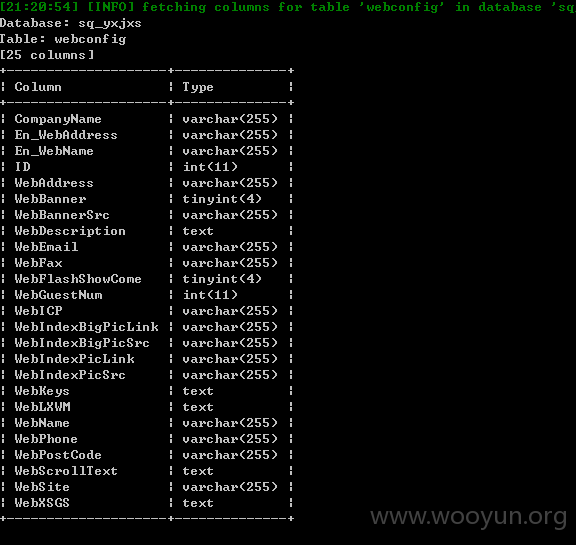 [21:20:54] [INFO] fetching columns for table 'webconfig' in database 'sq_
Database: sq_yxjxs
Table: webconfig
[25 columns]
+--------------------+--------------+
¦ Column             ¦ Type         ¦
+--------------------+--------------+
¦ CompanyName        ¦ varchar(255) ¦
¦ En_WebAddress      ¦ varchar(255) ¦
¦ En_WebName         ¦ varchar(255) ¦
¦ ID                 ¦ int(11)      ¦
¦ WebAddress         ¦ varchar(255) ¦
¦ WebBanner          ¦ tinyint(4)   ¦
¦ WebBannerSrc       ¦ varchar(255) ¦
¦ WebDescription     ¦ text         ¦
¦ WebEmail           ¦ varchar(255) ¦
¦ WebFax             ¦ varchar(255) ¦
¦ WebFlashShowCome   ¦ tinyint(4)   ¦
¦ WebGuestNum        ¦ int(11)      ¦
¦ WebICP             ¦ varchar(255) ¦
¦ WebIndexBigPicLink ¦ varchar(255) ¦
¦ WebIndexBigPicSrc  ¦ varchar(255) ¦
¦ WebIndexPicLink    ¦ varchar(255) ¦
¦ WebIndexPicSrc     ¦ varchar(255) ¦
¦ WebKeys            ¦ text         ¦
¦ WebLXWM            ¦ text         ¦
¦ WebName            ¦ varchar(255) ¦
¦ WebPhone           ¦ varchar(255) ¦
¦ WebPostCode        ¦ varchar(255) ¦
¦ WebScrollText      ¦ text         ¦
¦ WebSite            ¦ varchar(255) ¦
¦ WebXSGS            ¦ text         ¦
+--------------------+--------------+
www.wooyun.org